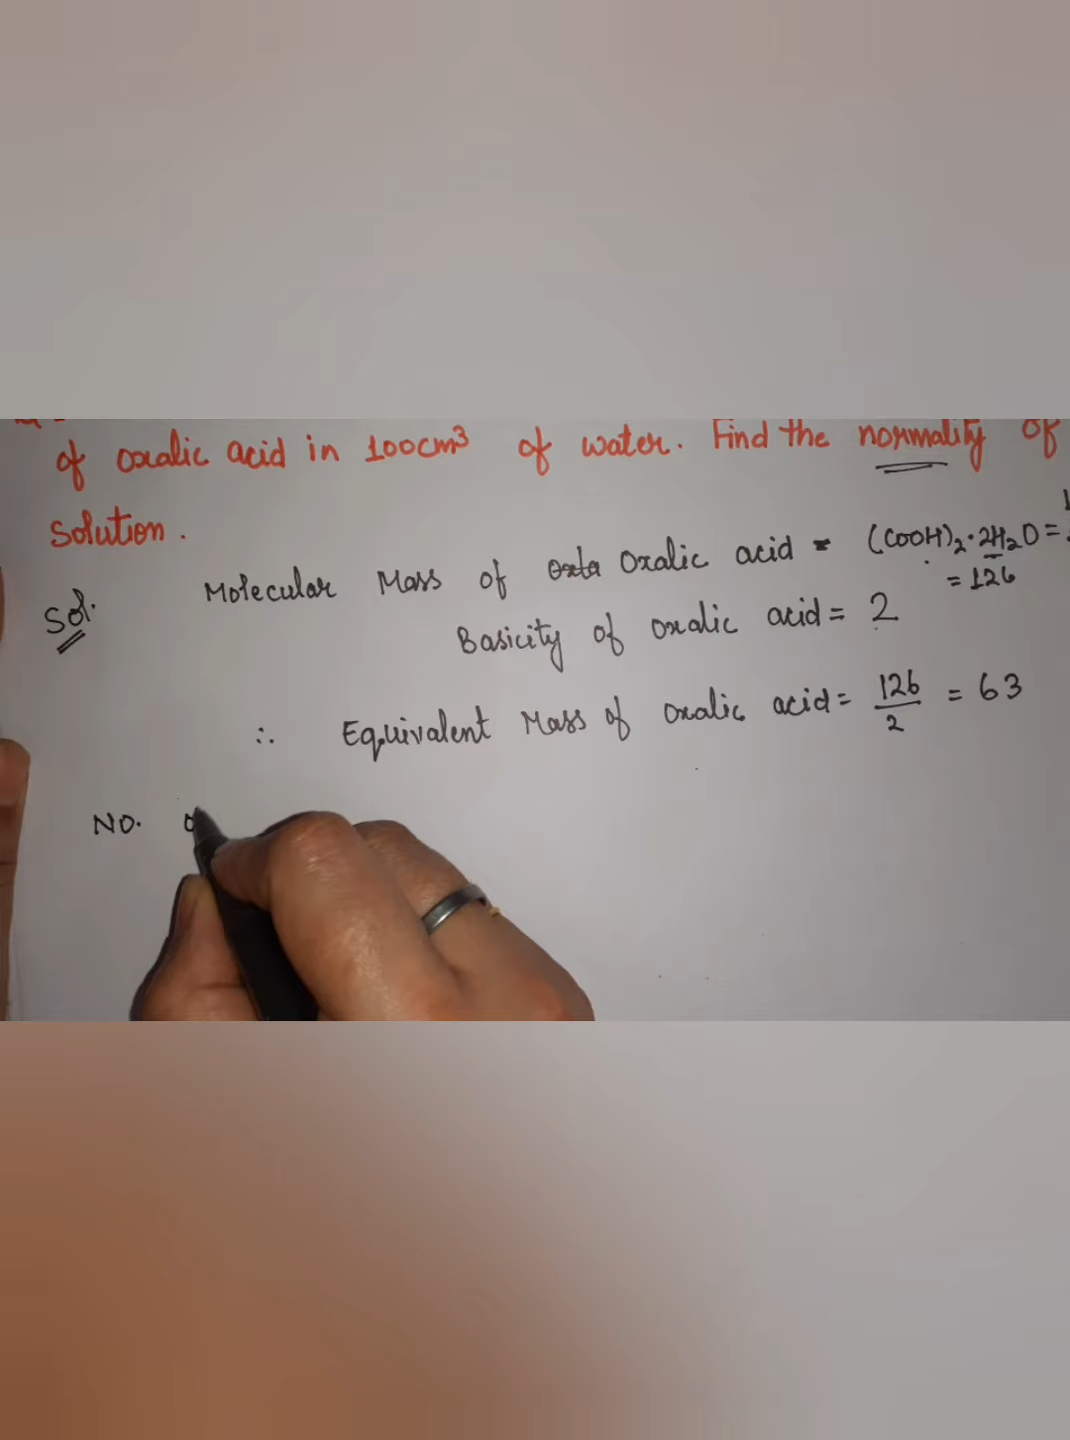 of oxalic acid in 100cm³ of water. Find the normality of
Solution.
Sol. Molecular Mass of Oxalic acid = (COOH)₂·2H₂O =
= 126
Basicity of oxalic acid = 2
∴ Equivalent Mass of oxalic acid = 126/2 = 63
NO. o